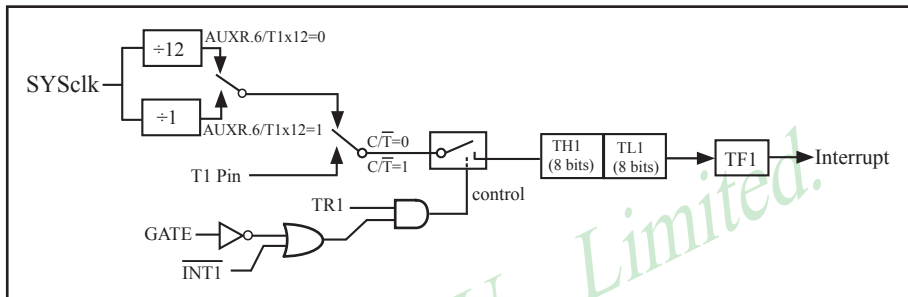 AUXR.6/T1x12=0
÷12
SYSclk
÷1
AUXR.6/T1x12=1
C/T̅=0
C/T̅=1
T1 Pin
TH1
(8 bits)
TL1
(8 bits)
TF1
Interrupt
control
TR1
GATE
I̅N̅T̅1̅
Limited.